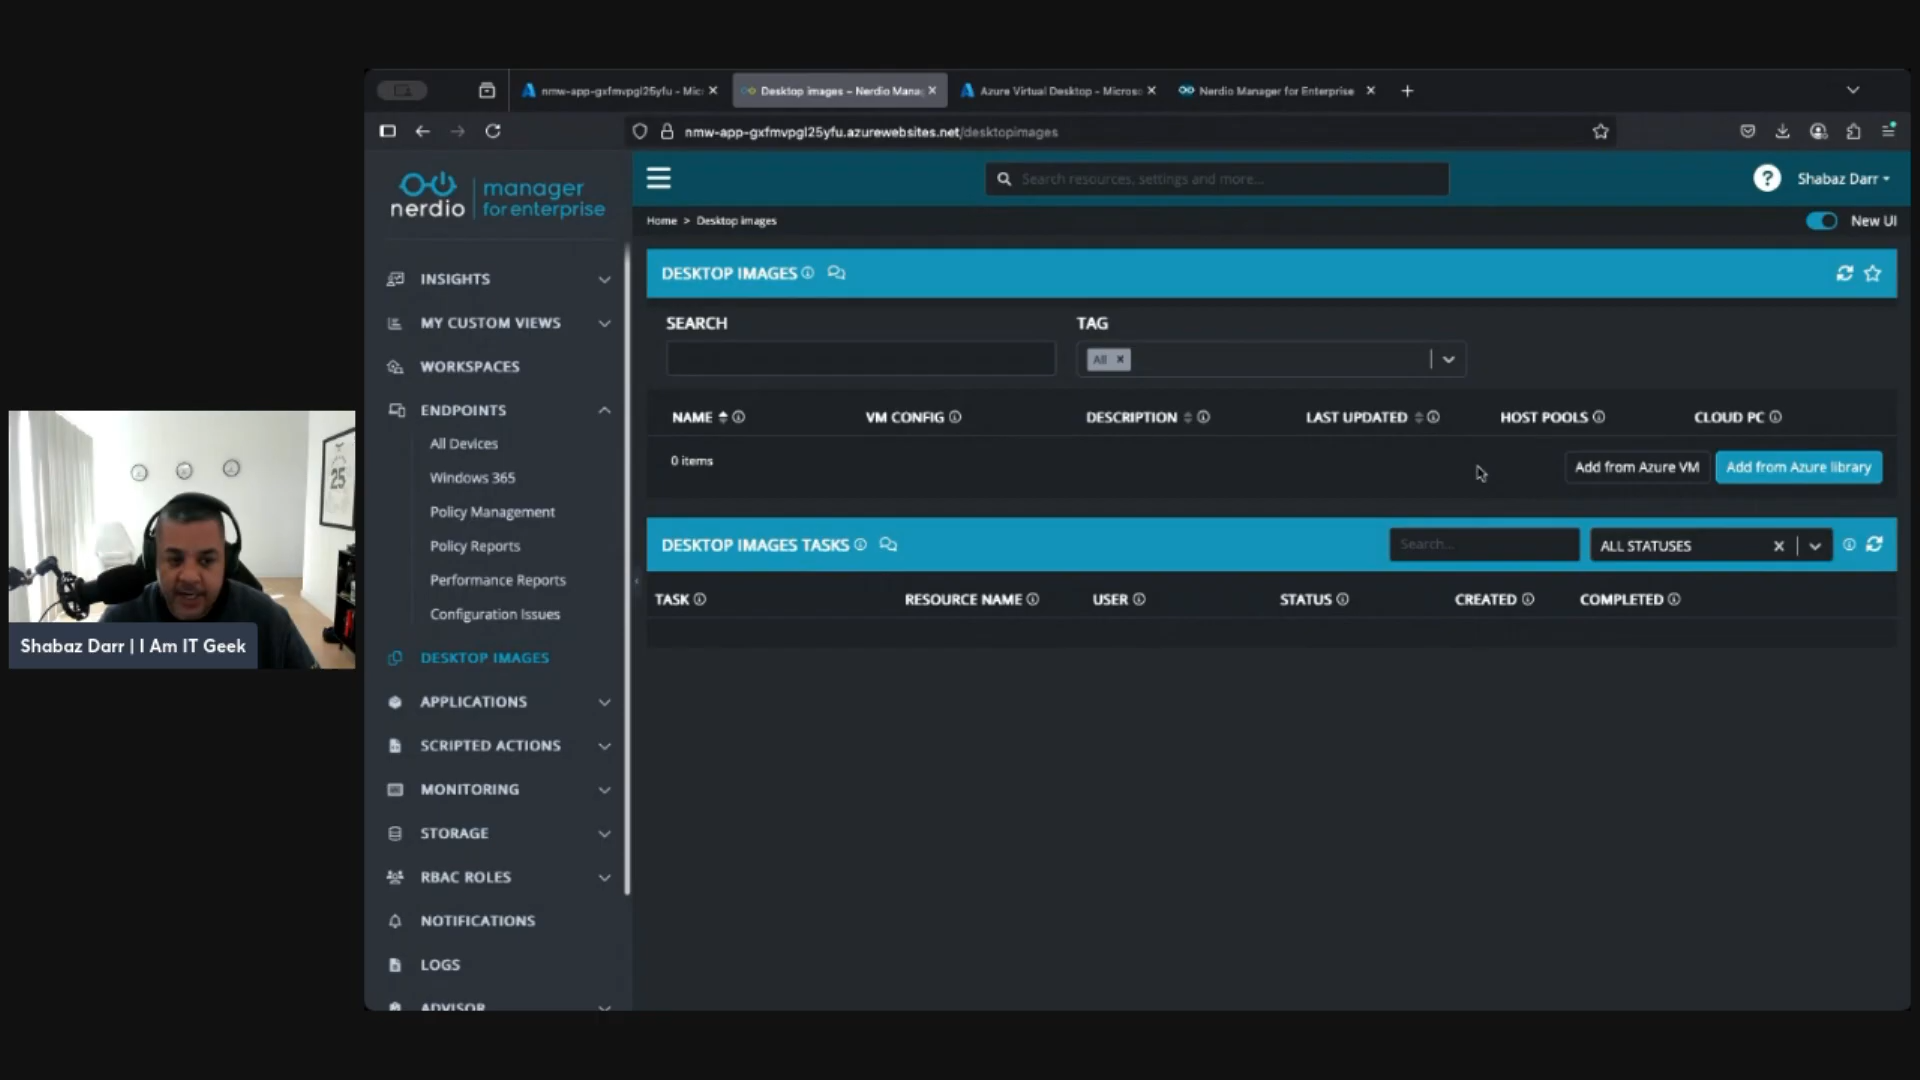 nmw-app-gxfmvpgl25yfu - Mic
Desktop images – Nerdio Mana
Azure Virtual Desktop - Micros
Nerdio Manager for Enterprise
nmw-app-gxfmvpgl25yfu.azurewebsites.net/desktopimages
nerdio
manager
for enterprise
Search resources, settings and more...
Shabaz Darr
Home > Desktop images
New UI
INSIGHTS
MY CUSTOM VIEWS
WORKSPACES
ENDPOINTS
All Devices
Windows 365
Policy Management
Policy Reports
Performance Reports
Configuration Issues
DESKTOP IMAGES
APPLICATIONS
SCRIPTED ACTIONS
MONITORING
STORAGE
RBAC ROLES
NOTIFICATIONS
LOGS
ADVISOR
DESKTOP IMAGES
SEARCH
TAG
All
NAME
VM CONFIG
DESCRIPTION
LAST UPDATED
HOST POOLS
CLOUD PC
0 items
Add from Azure VM
Add from Azure library
DESKTOP IMAGES TASKS
Search...
ALL STATUSES
TASK
RESOURCE NAME
USER
STATUS
CREATED
COMPLETED
25
Shabaz Darr | I Am IT Geek